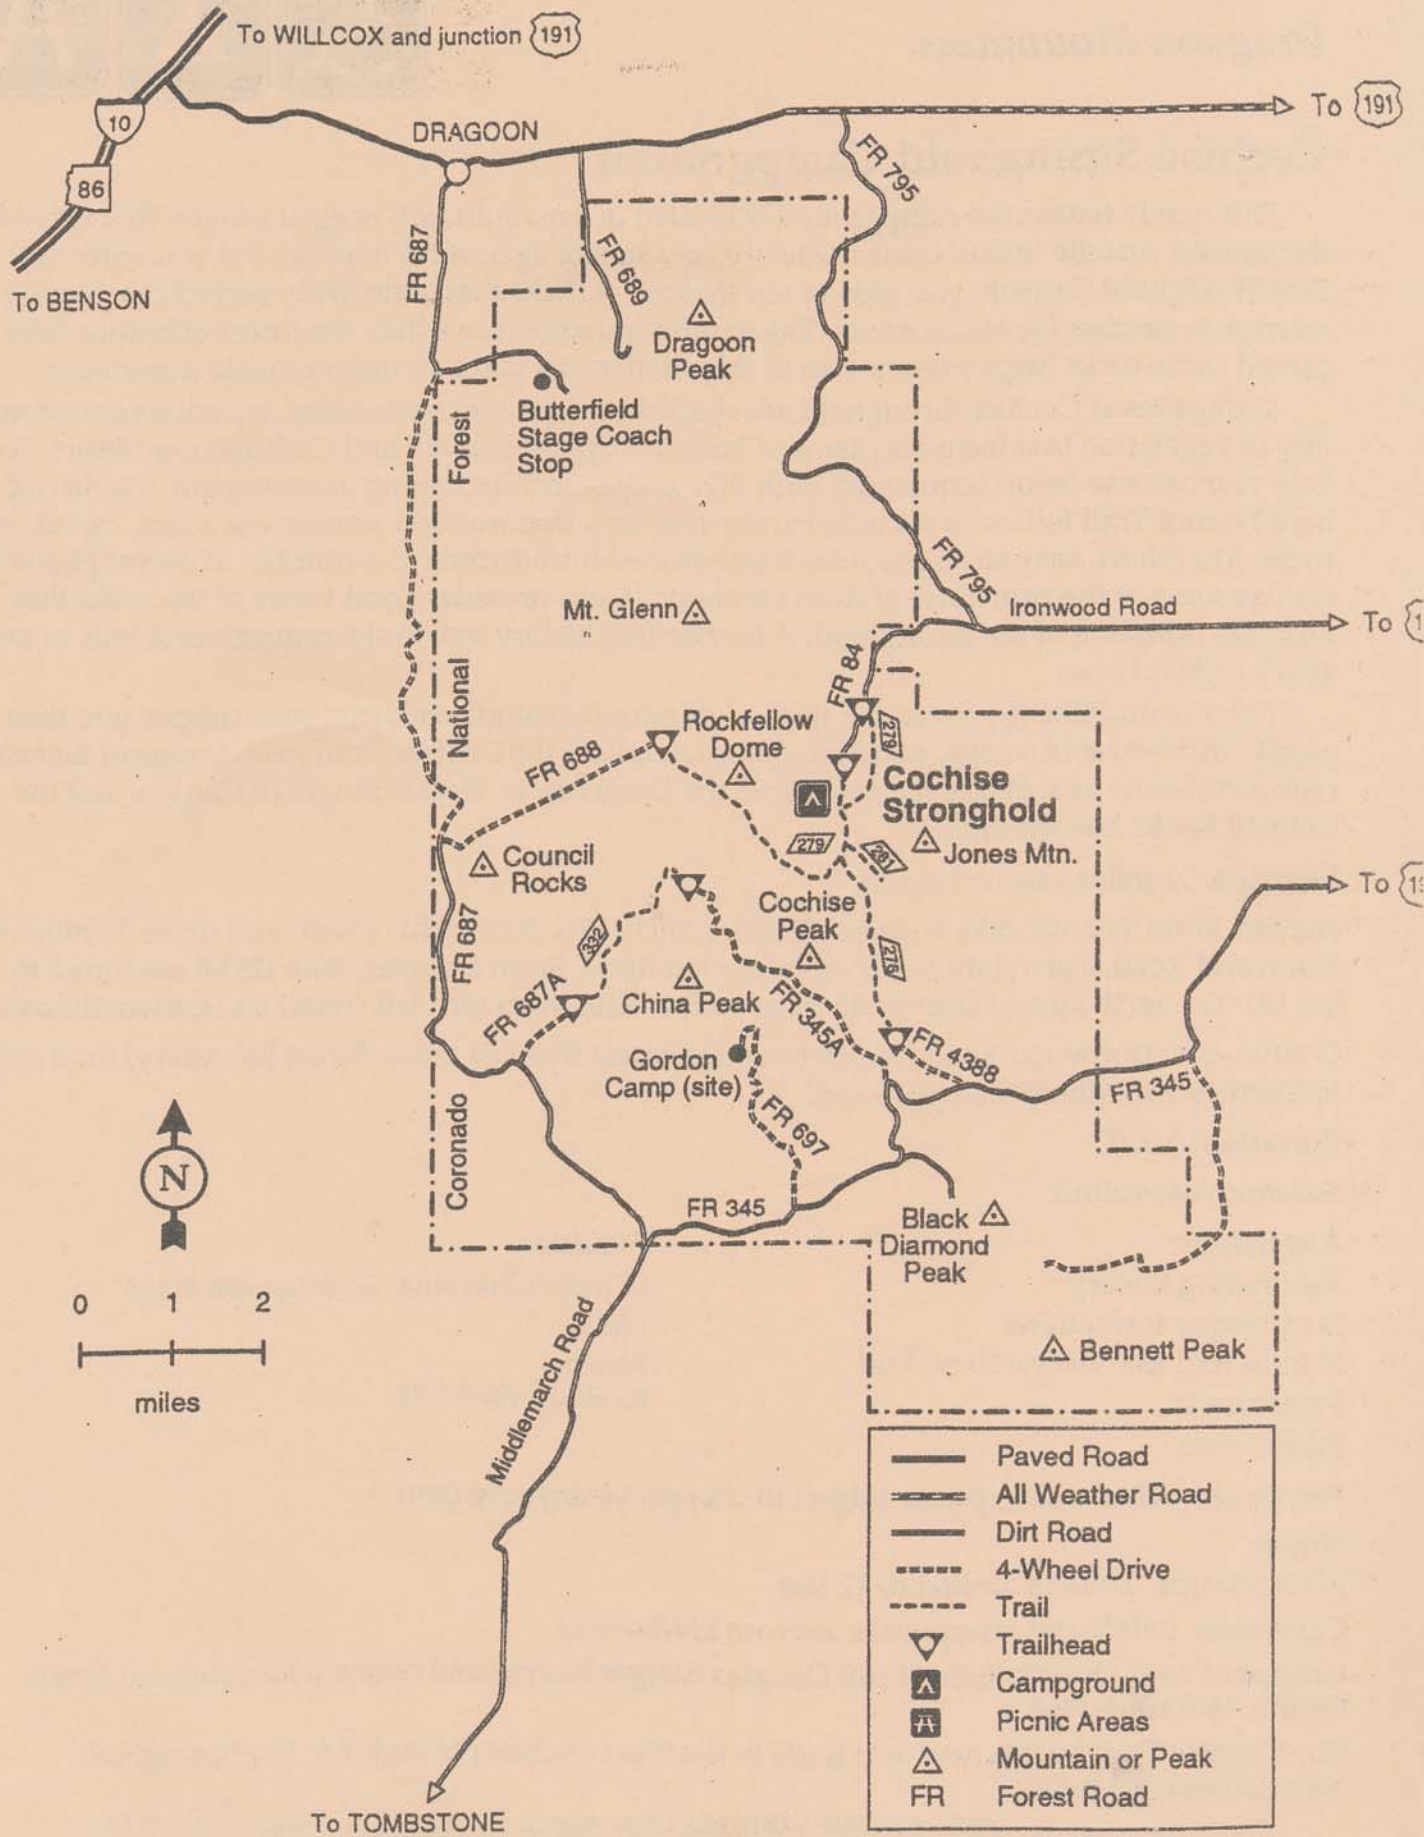 To WILLCOX and junction 191
10
86
To BENSON
DRAGOON
To 191
FR 795
FR 687
FR 689
Dragoon
Peak
Butterfield
Stage Coach
Stop
Forest
National
Coronado
Mt. Glenn
FR 795
Ironwood Road
To
FR 84
279
Rockfellow
Dome
FR 688
Cochise
Stronghold
279
281
Jones Mtn.
Council
Rocks
To
Cochise
Peak
332
276
FR 687
FR 687A
China Peak
FR 345A
Gordon
Camp (site)
FR 4388
FR 345
FR 697
N
FR 345
Black
Diamond
Peak
0 1 2
miles
Middlemarch Road
Bennett Peak
Paved Road
All Weather Road
Dirt Road
4-Wheel Drive
Trail
Trailhead
Campground
Picnic Areas
Mountain or Peak
FR Forest Road
To TOMBSTONE